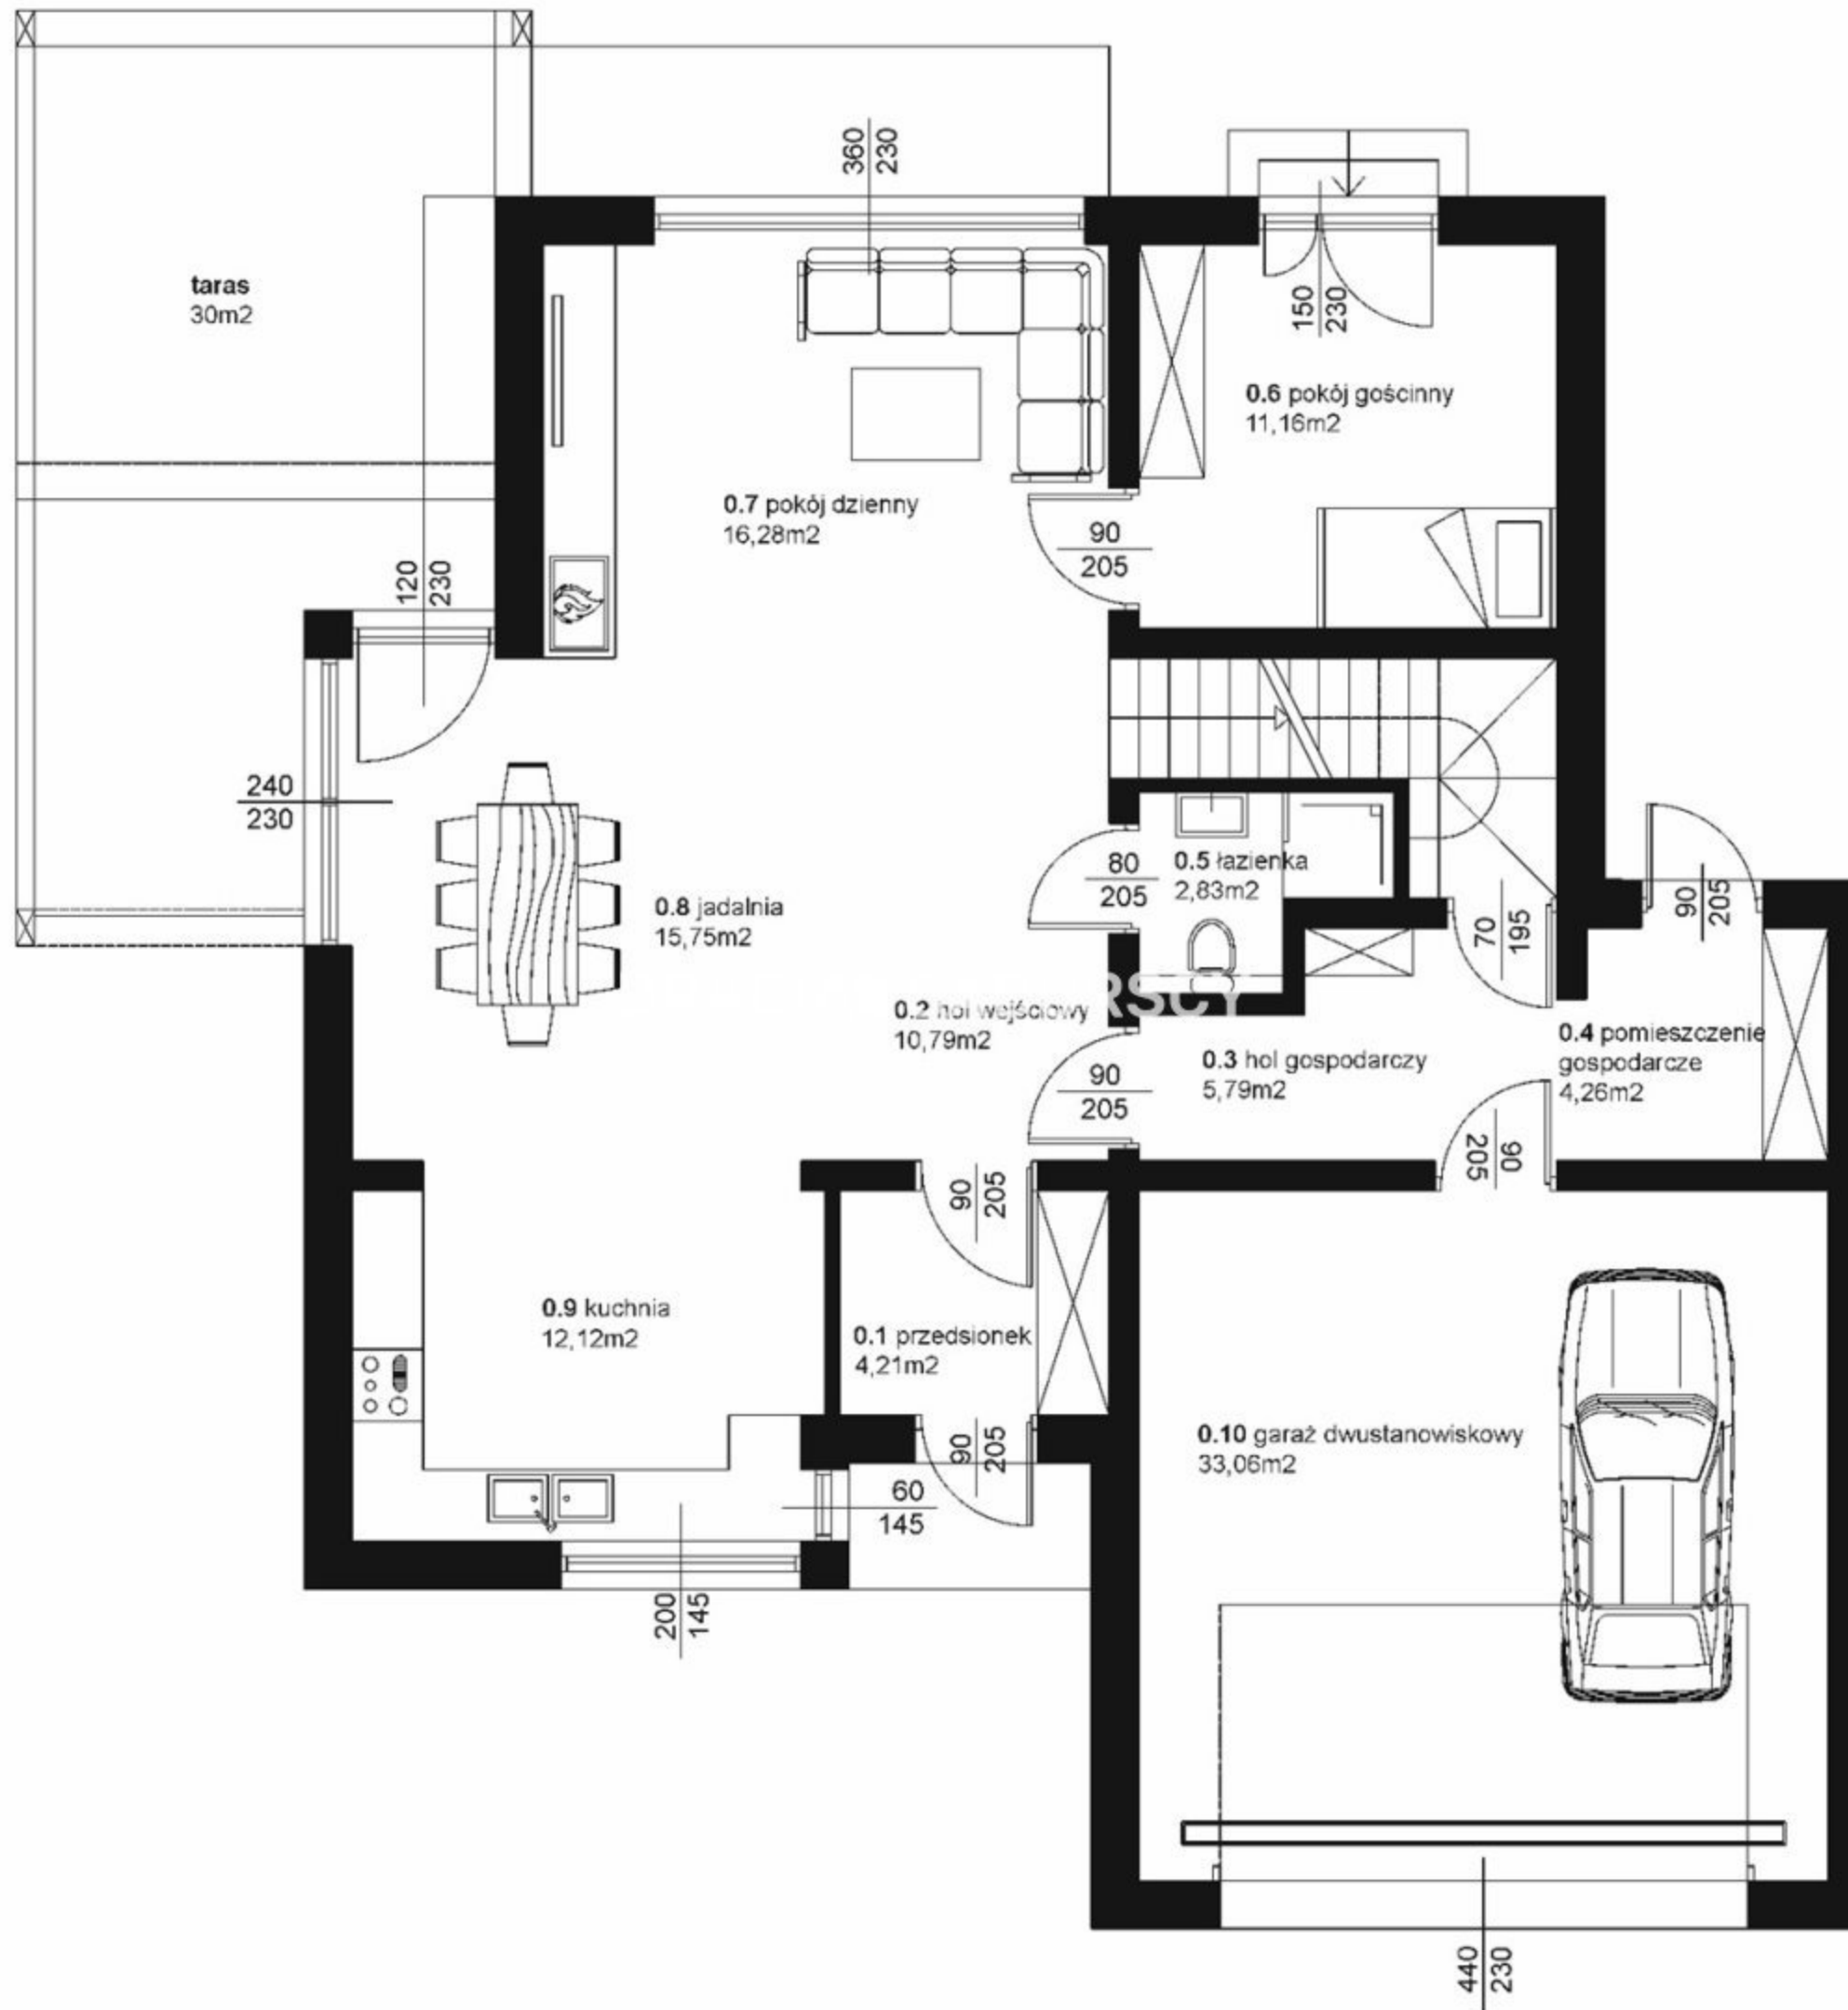 360
230
taras
30m2
150
230
0.6 pokój gościnny
11,16m2
0.7 pokój dzienny
16,28m2
90
205
120
230
240
230
80
205
0.5 łazienka
2,83m2
90
205
0.8 jadalnia
15,75m2
70
195
0.2 hol wejściowy
10,79m2
RSCY
0.4 pomieszczenie
gospodarcze
4,26m2
0.3 hol gospodarczy
5,79m2
90
205
90
205
90
205
0.9 kuchnia
12,12m2
0.1 przedsionek
4,21m2
0.10 garaż dwustanowiskowy
33,06m2
90
205
60
145
200
145
440
230